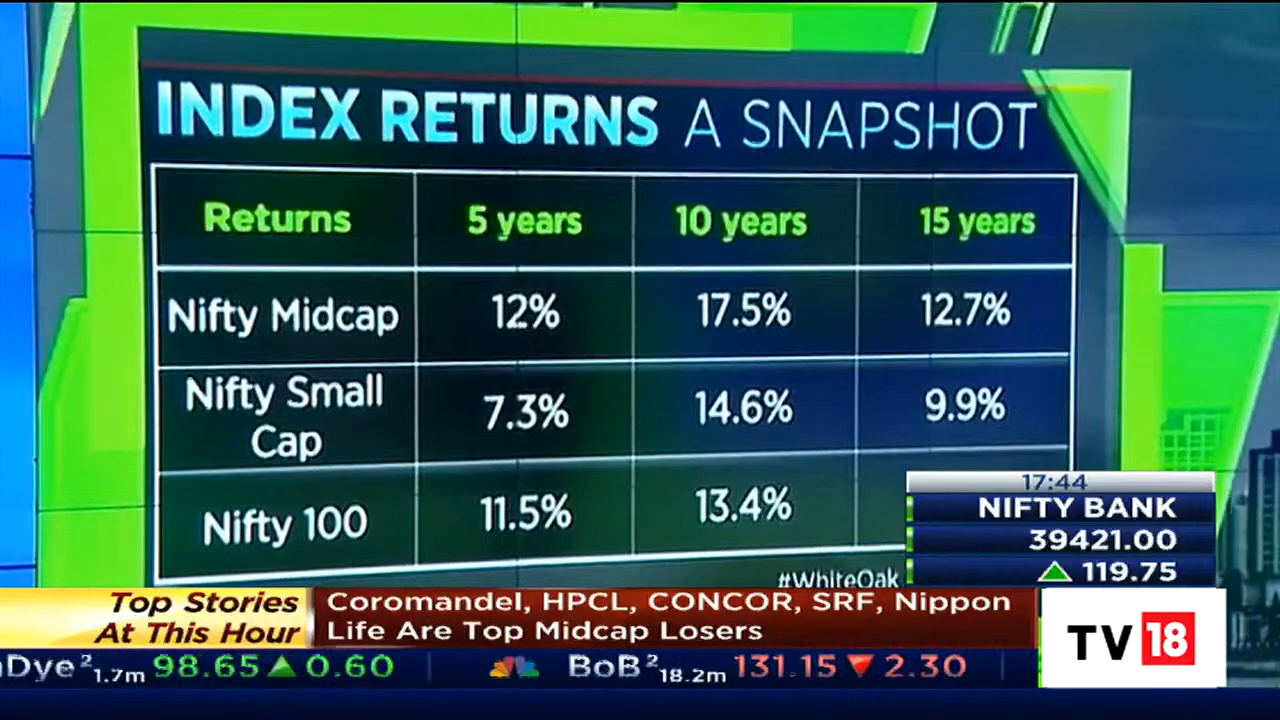 INDEX RETURNS A SNAPSHOT
Returns 5 years 10 years 15 years
Nifty Midcap 12% 17.5% 12.7%
Nifty Small Cap 7.3% 14.6% 9.9%
Nifty 100 11.5% 13.4%
#WhiteOak
17:44
NIFTY BANK
39421.00
119.75
Top Stories
At This Hour
Coromandel, HPCL, CONCOR, SRF, Nippon
Life Are Top Midcap Losers
TV18
Dye² 1.7m 98.65 0.60 BoB² 18.2m 131.15 2.30